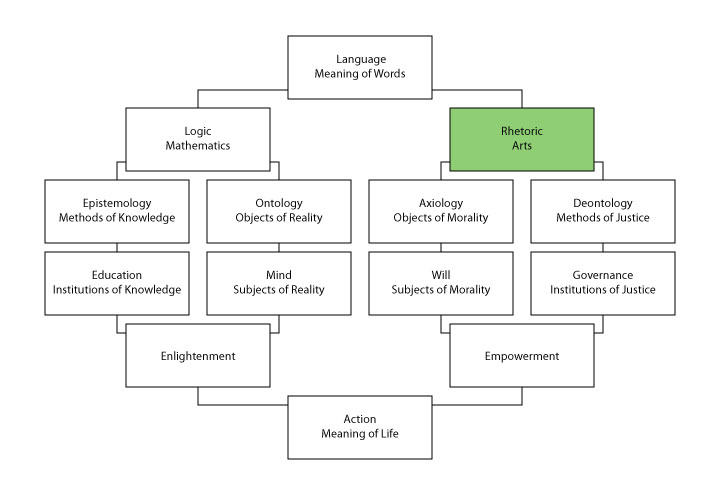 Language
Meaning of Words
Logic
Mathematics
Rhetoric
Arts
Epistemology
Methods of Knowledge
Ontology
Objects of Reality
Axiology
Objects of Morality
Deontology
Methods of Justice
Education
Institutions of Knowledge
Mind
Subjects of Reality
Will
Subjects of Morality
Governance
Institutions of Justice
Enlightenment
Empowerment
Action
Meaning of Life